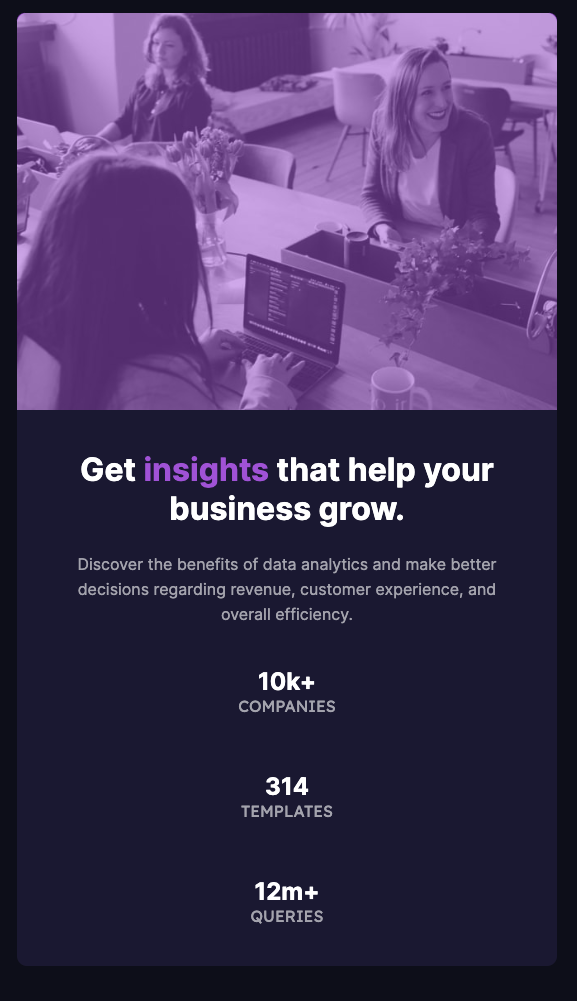 Get insights that help your
business grow.
Discover the benefits of data analytics and make better
decisions regarding revenue, customer experience, and
overall efficiency.
10k+
COMPANIES
314
TEMPLATES
12m+
QUERIES